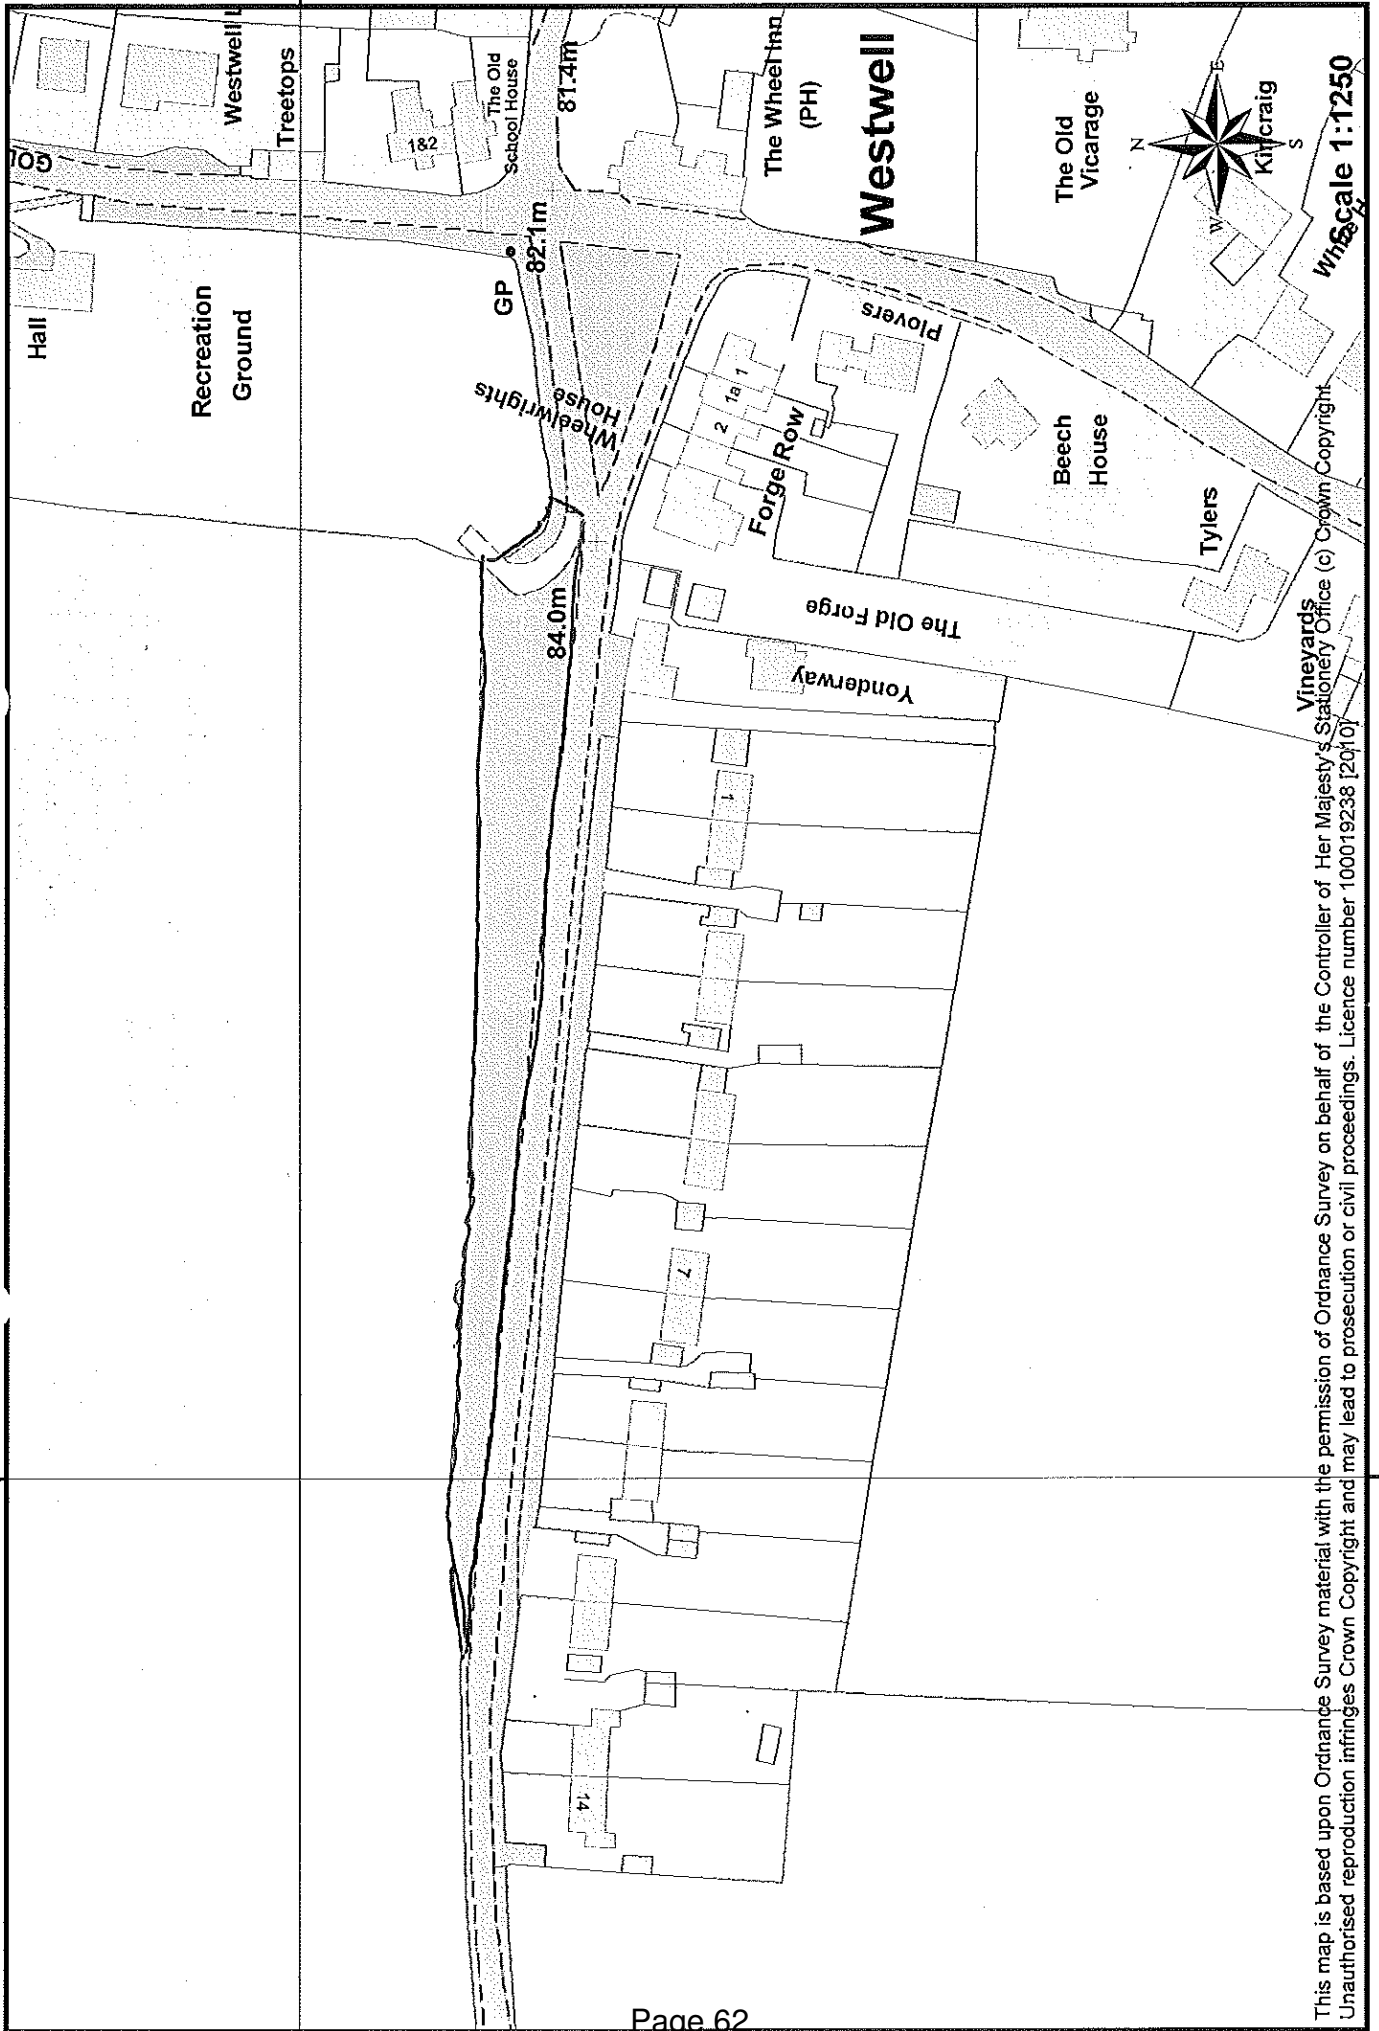 Hall
Recreation
Ground
GP
82.1m
81.4m
84.0m
Treetops
The Old
School House
1&2
The Wheel Inn
(PH)
Westwell
The Old
Vicarage
N
E
S
W
Kincraig
Scale 1:1250
Wheelwrights
House
Plovers
1
1a
2
Forge Row
Beech
House
Tylers
The Old Forge
Yonderway
Vineyards
1
7
14
This map is based upon Ordnance Survey material with the permission of Ordnance Survey on behalf of the Controller of Her Majesty's Stationery Office (c) Crown Copyright
Unauthorised reproduction infringes Crown Copyright and may lead to prosecution or civil proceedings. Licence number 100019238 [2010]
Page 62